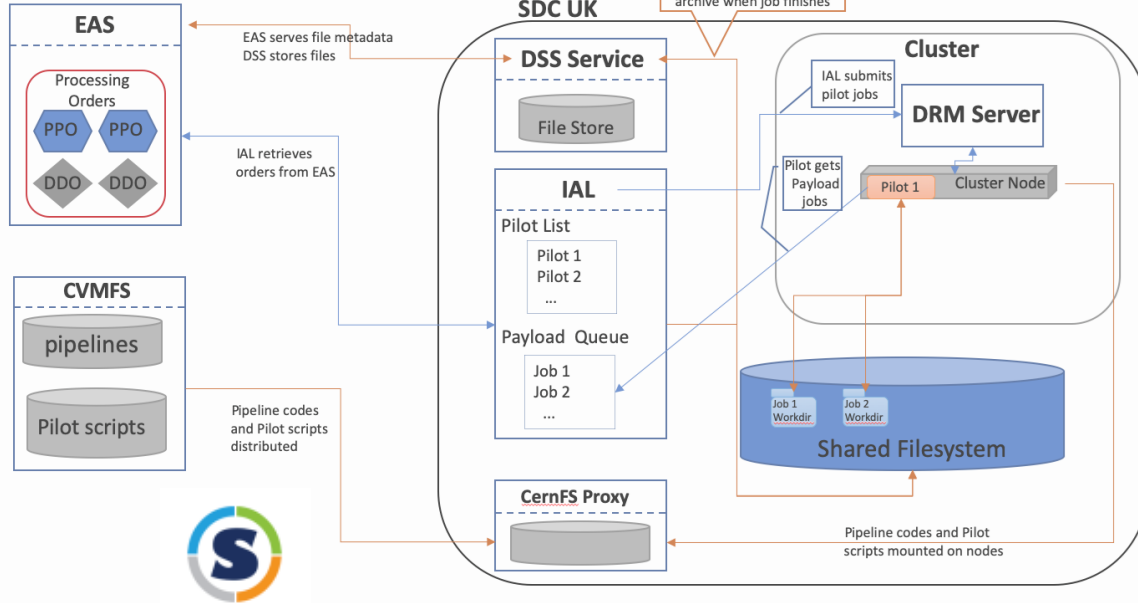 archive when job finishes
SDC UK
EAS
Processing
Orders
PPO
PPO
DDO
DDO
EAS serves file metadata
DSS stores files
IAL retrieves
orders from EAS
CVMFS
pipelines
Pilot scripts
Pipeline codes
and Pilot scripts
distributed
S
DSS Service
File Store
IAL
Pilot List
Pilot 1
Pilot 2
...
Payload Queue
Job 1
Job 2
...
CernFS Proxy
Cluster
IAL submits
pilot jobs
DRM Server
Pilot gets
Payload
jobs
Pilot 1
Cluster Node
Job 1
Workdir
Job 2
Workdir
Shared Filesystem
Pipeline codes and Pilot
scripts mounted on nodes